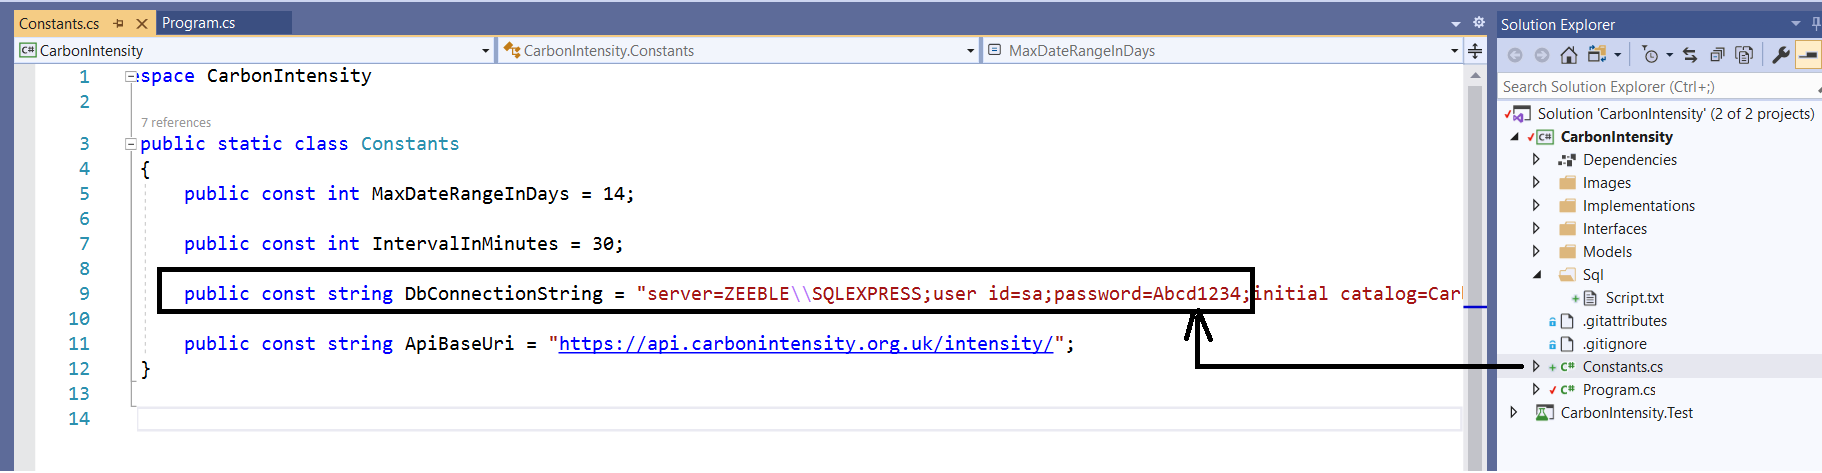 Constants.cs
Program.cs
CarbonIntensity
CarbonIntensity.Constants
MaxDateRangeInDays
1 espace CarbonIntensity
2
7 references
3 public static class Constants
4 {
5 public const int MaxDateRangeInDays = 14;
6
7 public const int IntervalInMinutes = 30;
8
9 public const string DbConnectionString = "server=ZEEBLE\\SQLEXPRESS;user id=sa;password=Abcd1234;initial catalog=Carb
10
11 public const string ApiBaseUri = "https://api.carbonintensity.org.uk/intensity/";
12 }
13
14
Solution Explorer
Search Solution Explorer (Ctrl+;)
Solution 'CarbonIntensity' (2 of 2 projects)
C# CarbonIntensity
Dependencies
Images
Implementations
Interfaces
Models
Sql
Script.txt
.gitattributes
.gitignore
C# Constants.cs
C# Program.cs
CarbonIntensity.Test